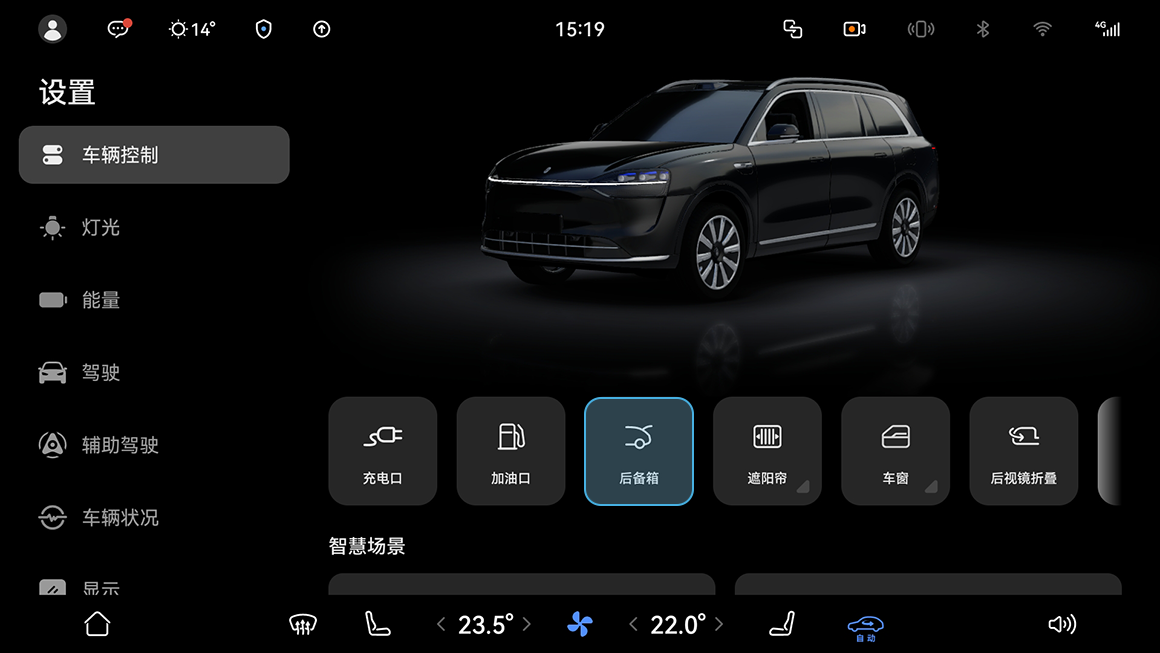 14°
15:19
4G
设置
车辆控制
灯光
能量
驾驶
辅助驾驶
车辆状况
显示
充电口
加油口
后备箱
遮阳帘
车窗
后视镜折叠
智慧场景
23.5°
22.0°
自动